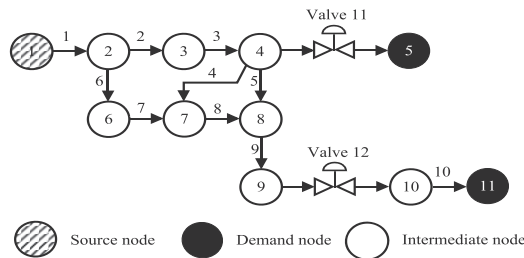 Valve 11
1 1 2 2 3 3 4 5
6 4 5
6 7 7 8 8
9 Valve 12
9 10 10 11
Source node Demand node Intermediate node